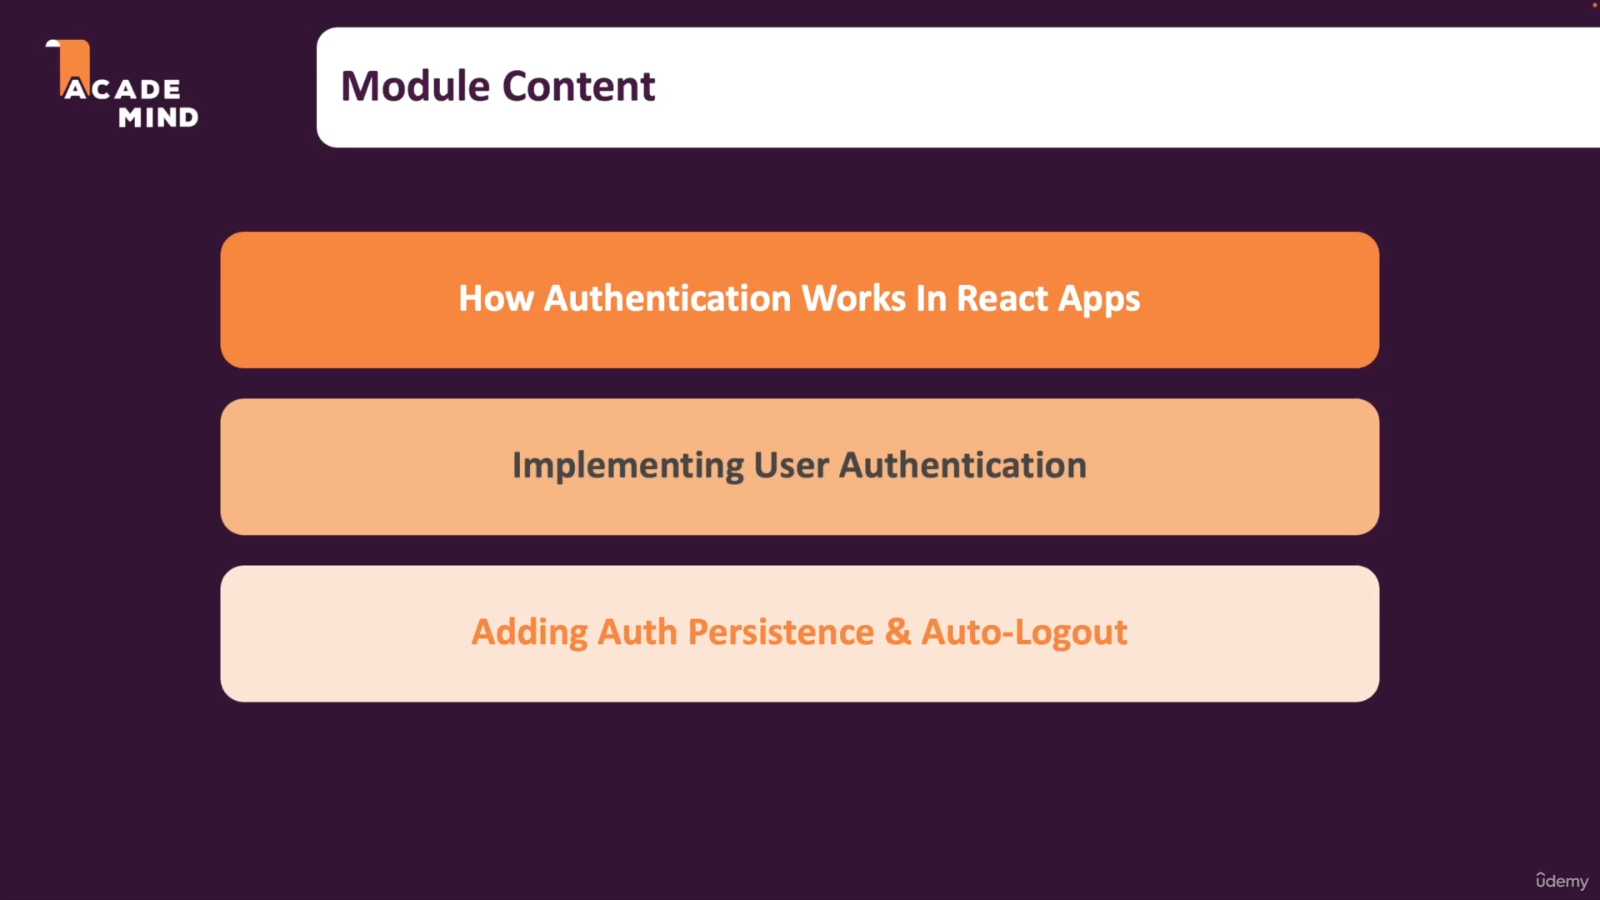 ACADE
MIND
Module Content
How Authentication Works In React Apps
Implementing User Authentication
Adding Auth Persistence & Auto-Logout
ûdemy